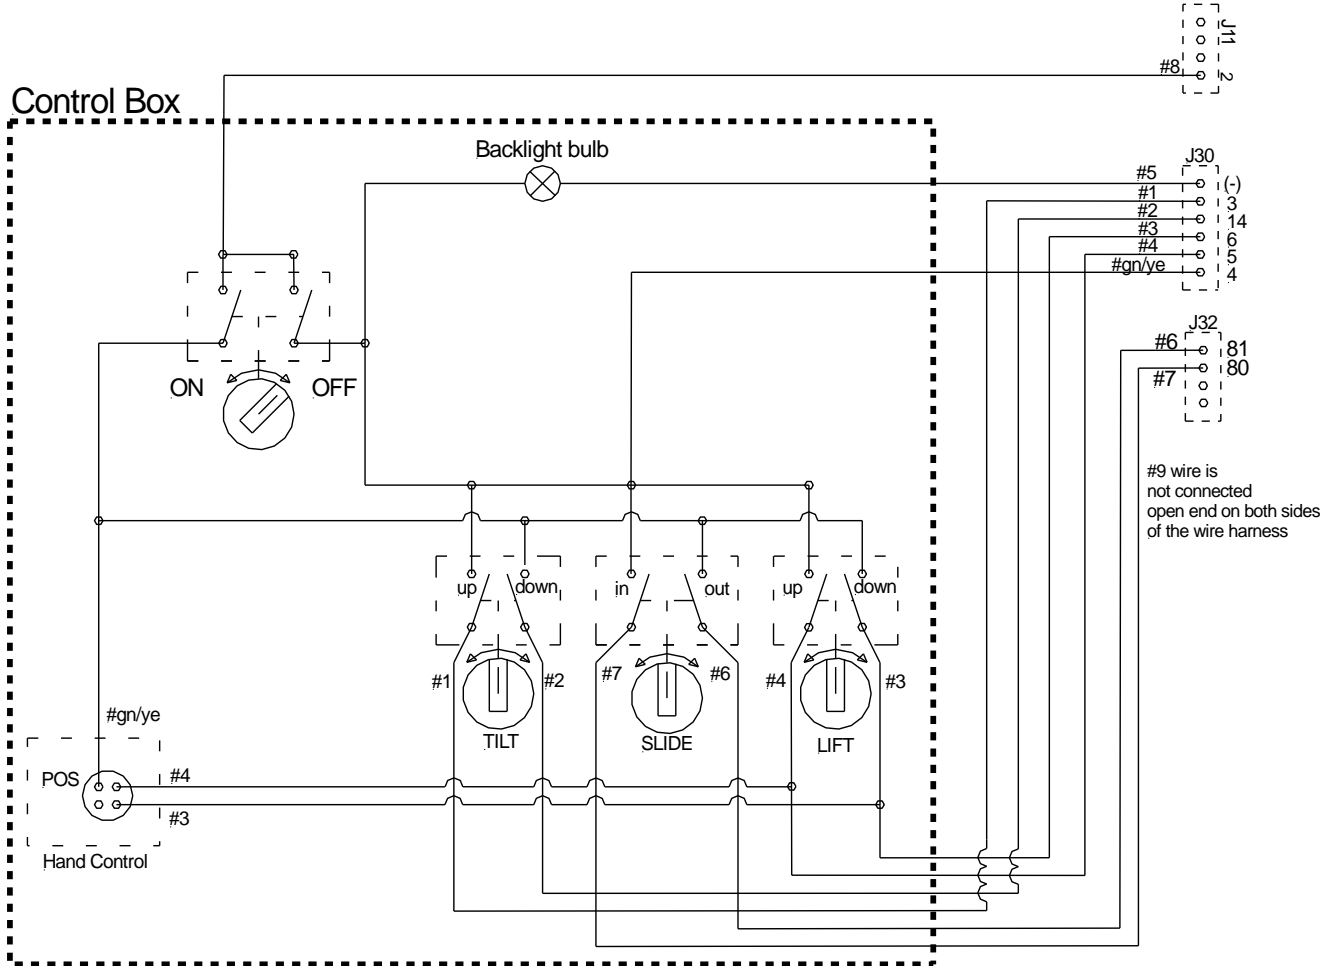 J11
#8
2
Control Box
Backlight bulb
J30
#5
(-)
#1
3
#2
14
#3
6
#4
5
#gn/ye
4
J32
#6
81
#7
80
ON
OFF
#9 wire is
not connected
open end on both sides
of the wire harness
up
down
in
out
up
down
#1
#2
#7
#6
#4
#3
TILT
SLIDE
LIFT
#gn/ye
POS
#4
#3
Hand Control